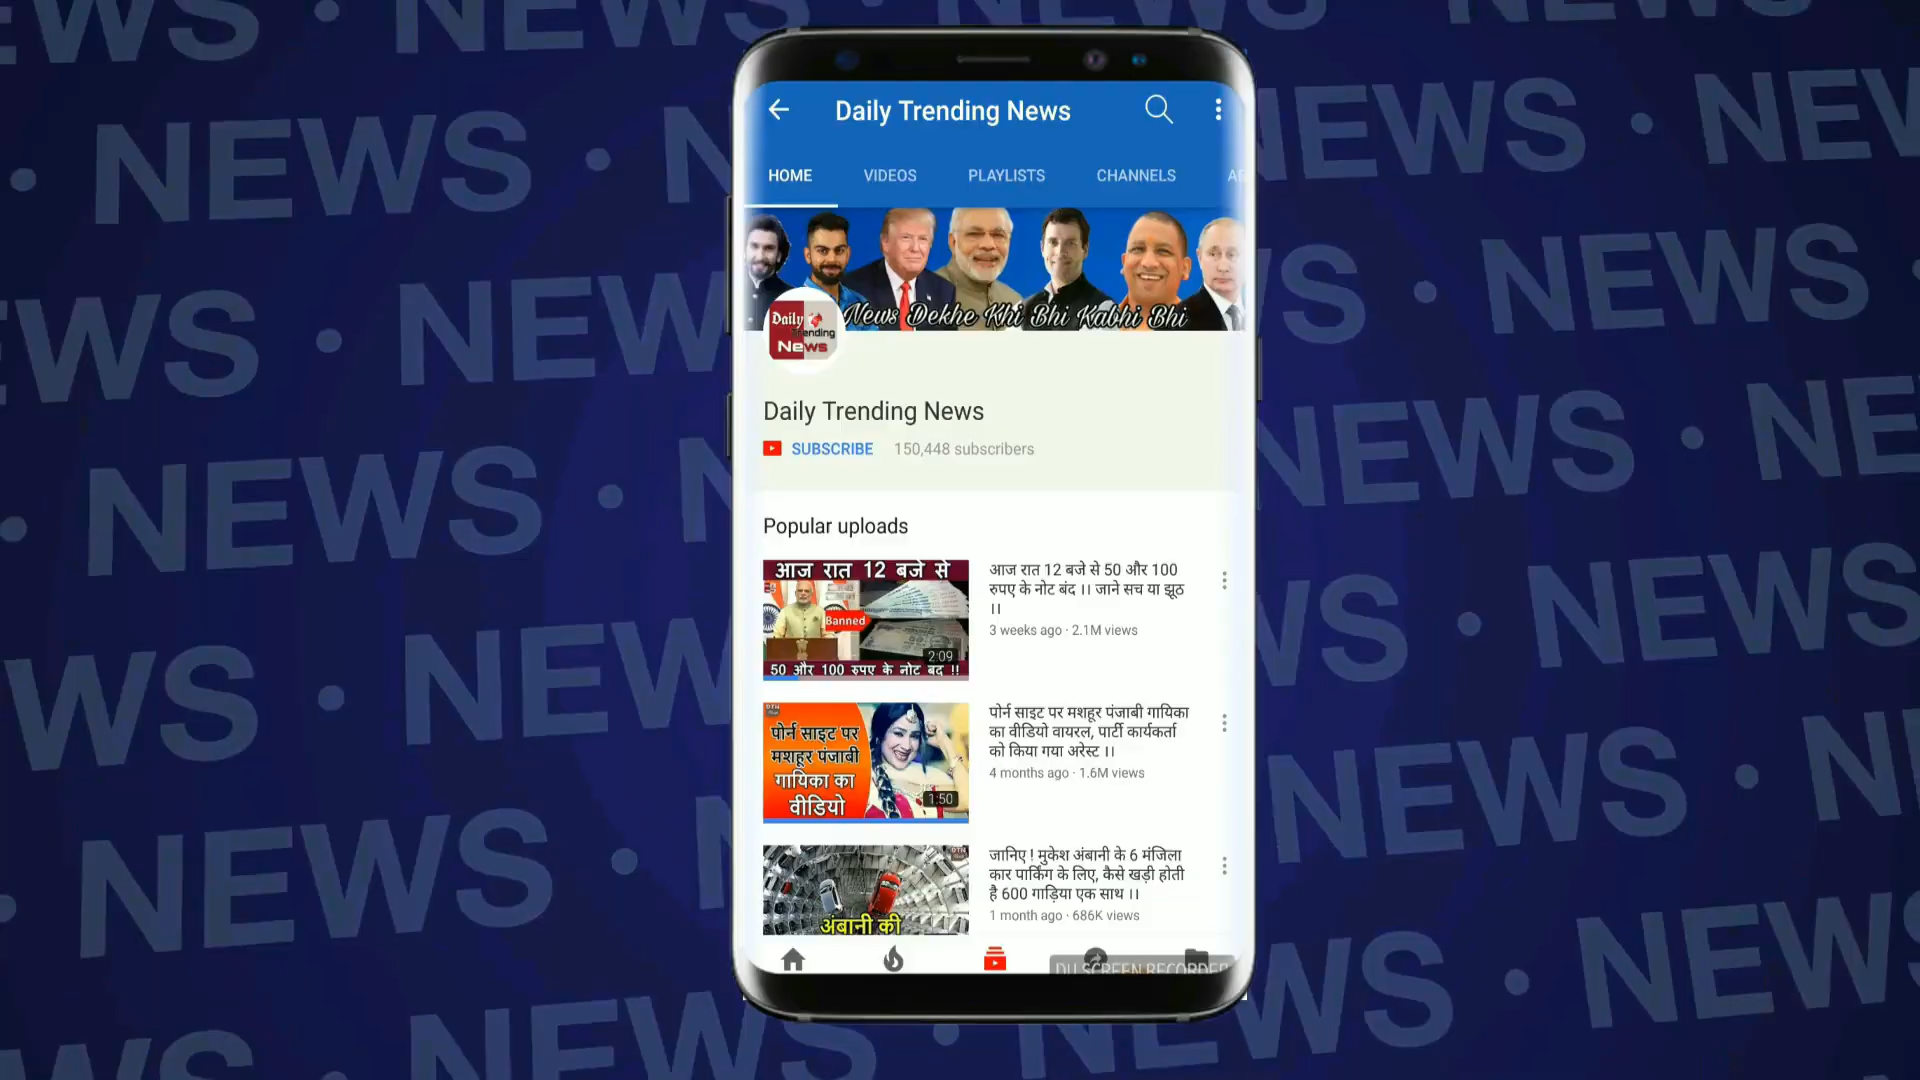 NEWS • NEWS
Daily Trending News
HOME VIDEOS PLAYLISTS CHANNELS
News Dekhe Khi Bhi Kabhi Bhi
Daily
Trending
News
Daily Trending News
SUBSCRIBE 150,448 subscribers
Popular uploads
आज रात 12 बजे से
Banned
2:09
50 और 100 रुपए के नोट बंद !!
आज रात 12 बजे से 50 और 100
रुपए के नोट बंद ।। जाने सच या झूठ
।।
3 weeks ago · 2.1M views
पोर्न साइट पर
मशहूर पंजाबी
गायिका का
वीडियो
1:50
पोर्न साइट पर मशहूर पंजाबी गायिका
का वीडियो वायरल, पार्टी कार्यकर्ता
को किया गया अरेस्ट ।।
4 months ago · 1.6M views
अंबानी की
जानिए ! मुकेश अंबानी के 6 मंजिला
कार पार्किंग के लिए, कैसे खड़ी होती
है 600 गाड़िया एक साथ ।।
1 month ago · 686K views
DU SCREEN RECORDER